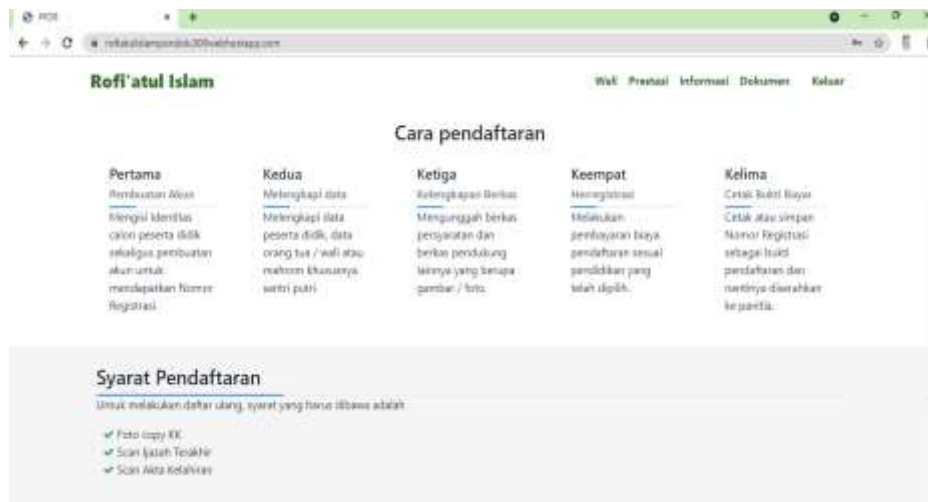 Rofi'atul Islam
Wali Prestasi Informasi Dokumen Keluar
Cara pendaftaran
Pertama
Pembuatan Akun
Mengisi Identitas
calon peserta didik
sekaligus pembuatan
akun untuk
mendapatkan Nomor
Registrasi
Kedua
Melengkapi data
Melengkapi data
peserta didik, data
orang tua / wali atau
mahrom khususnya
santri putri.
Ketiga
Kelengkapan Berkas
Mengunggah berkas
persyaratan dan
berkas pendukung
lainnya yang berupa
gambar / foto.
Keempat
Herregistrasi
Melakukan
pembayaran biaya
pendaftaran sesuai
pendidikan yang
telah dipilih.
Kelima
Cetak Bukti Bayar
Cetak atau simpan
Nomor Registrasi
sebagai bukti
pendaftaran dan
nantinya diserahkan
ke panitia.
Syarat Pendaftaran
Untuk melakukan daftar ulang, syarat yang harus dibawa adalah
Foto copy KK
Scan Ijazah Terakhir
Scan Akta Kelahiran